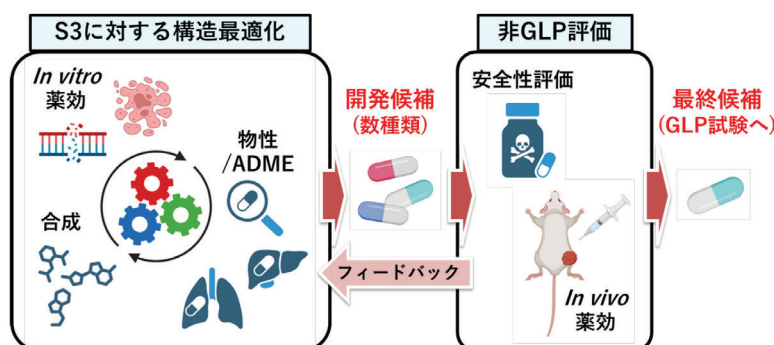 S3に対する構造最適化
In vitro
薬効
物性
/ADME
合成
開発候補
(数種類)
フィードバック
非GLP評価
安全性評価
In vivo
薬効
最終候補
(GLP試験へ)